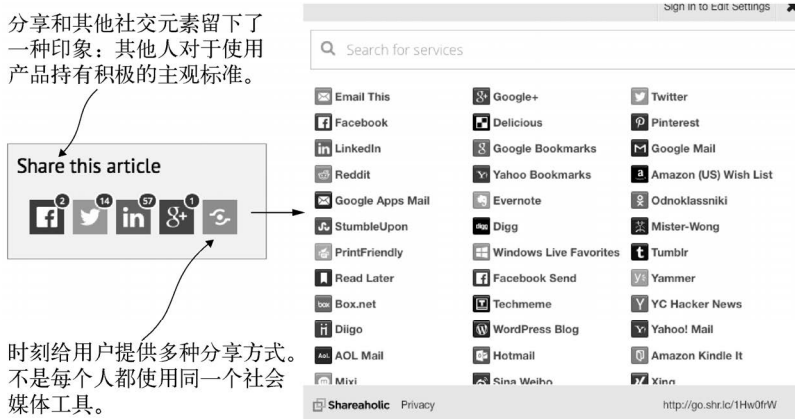 分享和其他社交元素留下了
一种印象：其他人对于使用
产品持有积极的主观标准。
Share this article
2 14 57 1
时刻给用户提供多种分享方式。
不是每个人都使用同一个社会
媒体工具。
Sign in to Edit Settings
Search for services
Email This Google+ Twitter
Facebook Delicious Pinterest
LinkedIn Google Bookmarks Google Mail
Reddit Yahoo Bookmarks Amazon (US) Wish List
Google Apps Mail Evernote Odnoklassniki
StumbleUpon Digg Mister-Wong
PrintFriendly Windows Live Favorites Tumblr
Read Later Facebook Send Yammer
Box.net Techmeme YC Hacker News
Diigo WordPress Blog Yahoo! Mail
AOL Mail Hotmail Amazon Kindle It
Mixi Sina Weibo Xing
Shareaholic Privacy http://go.shr.lc/1Hw0frW